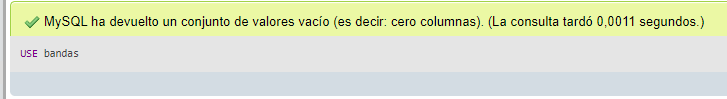 MySQL ha devuelto un conjunto de valores vacío (es decir: cero columnas). (La consulta tardó 0,0011 segundos.)
USE bandas